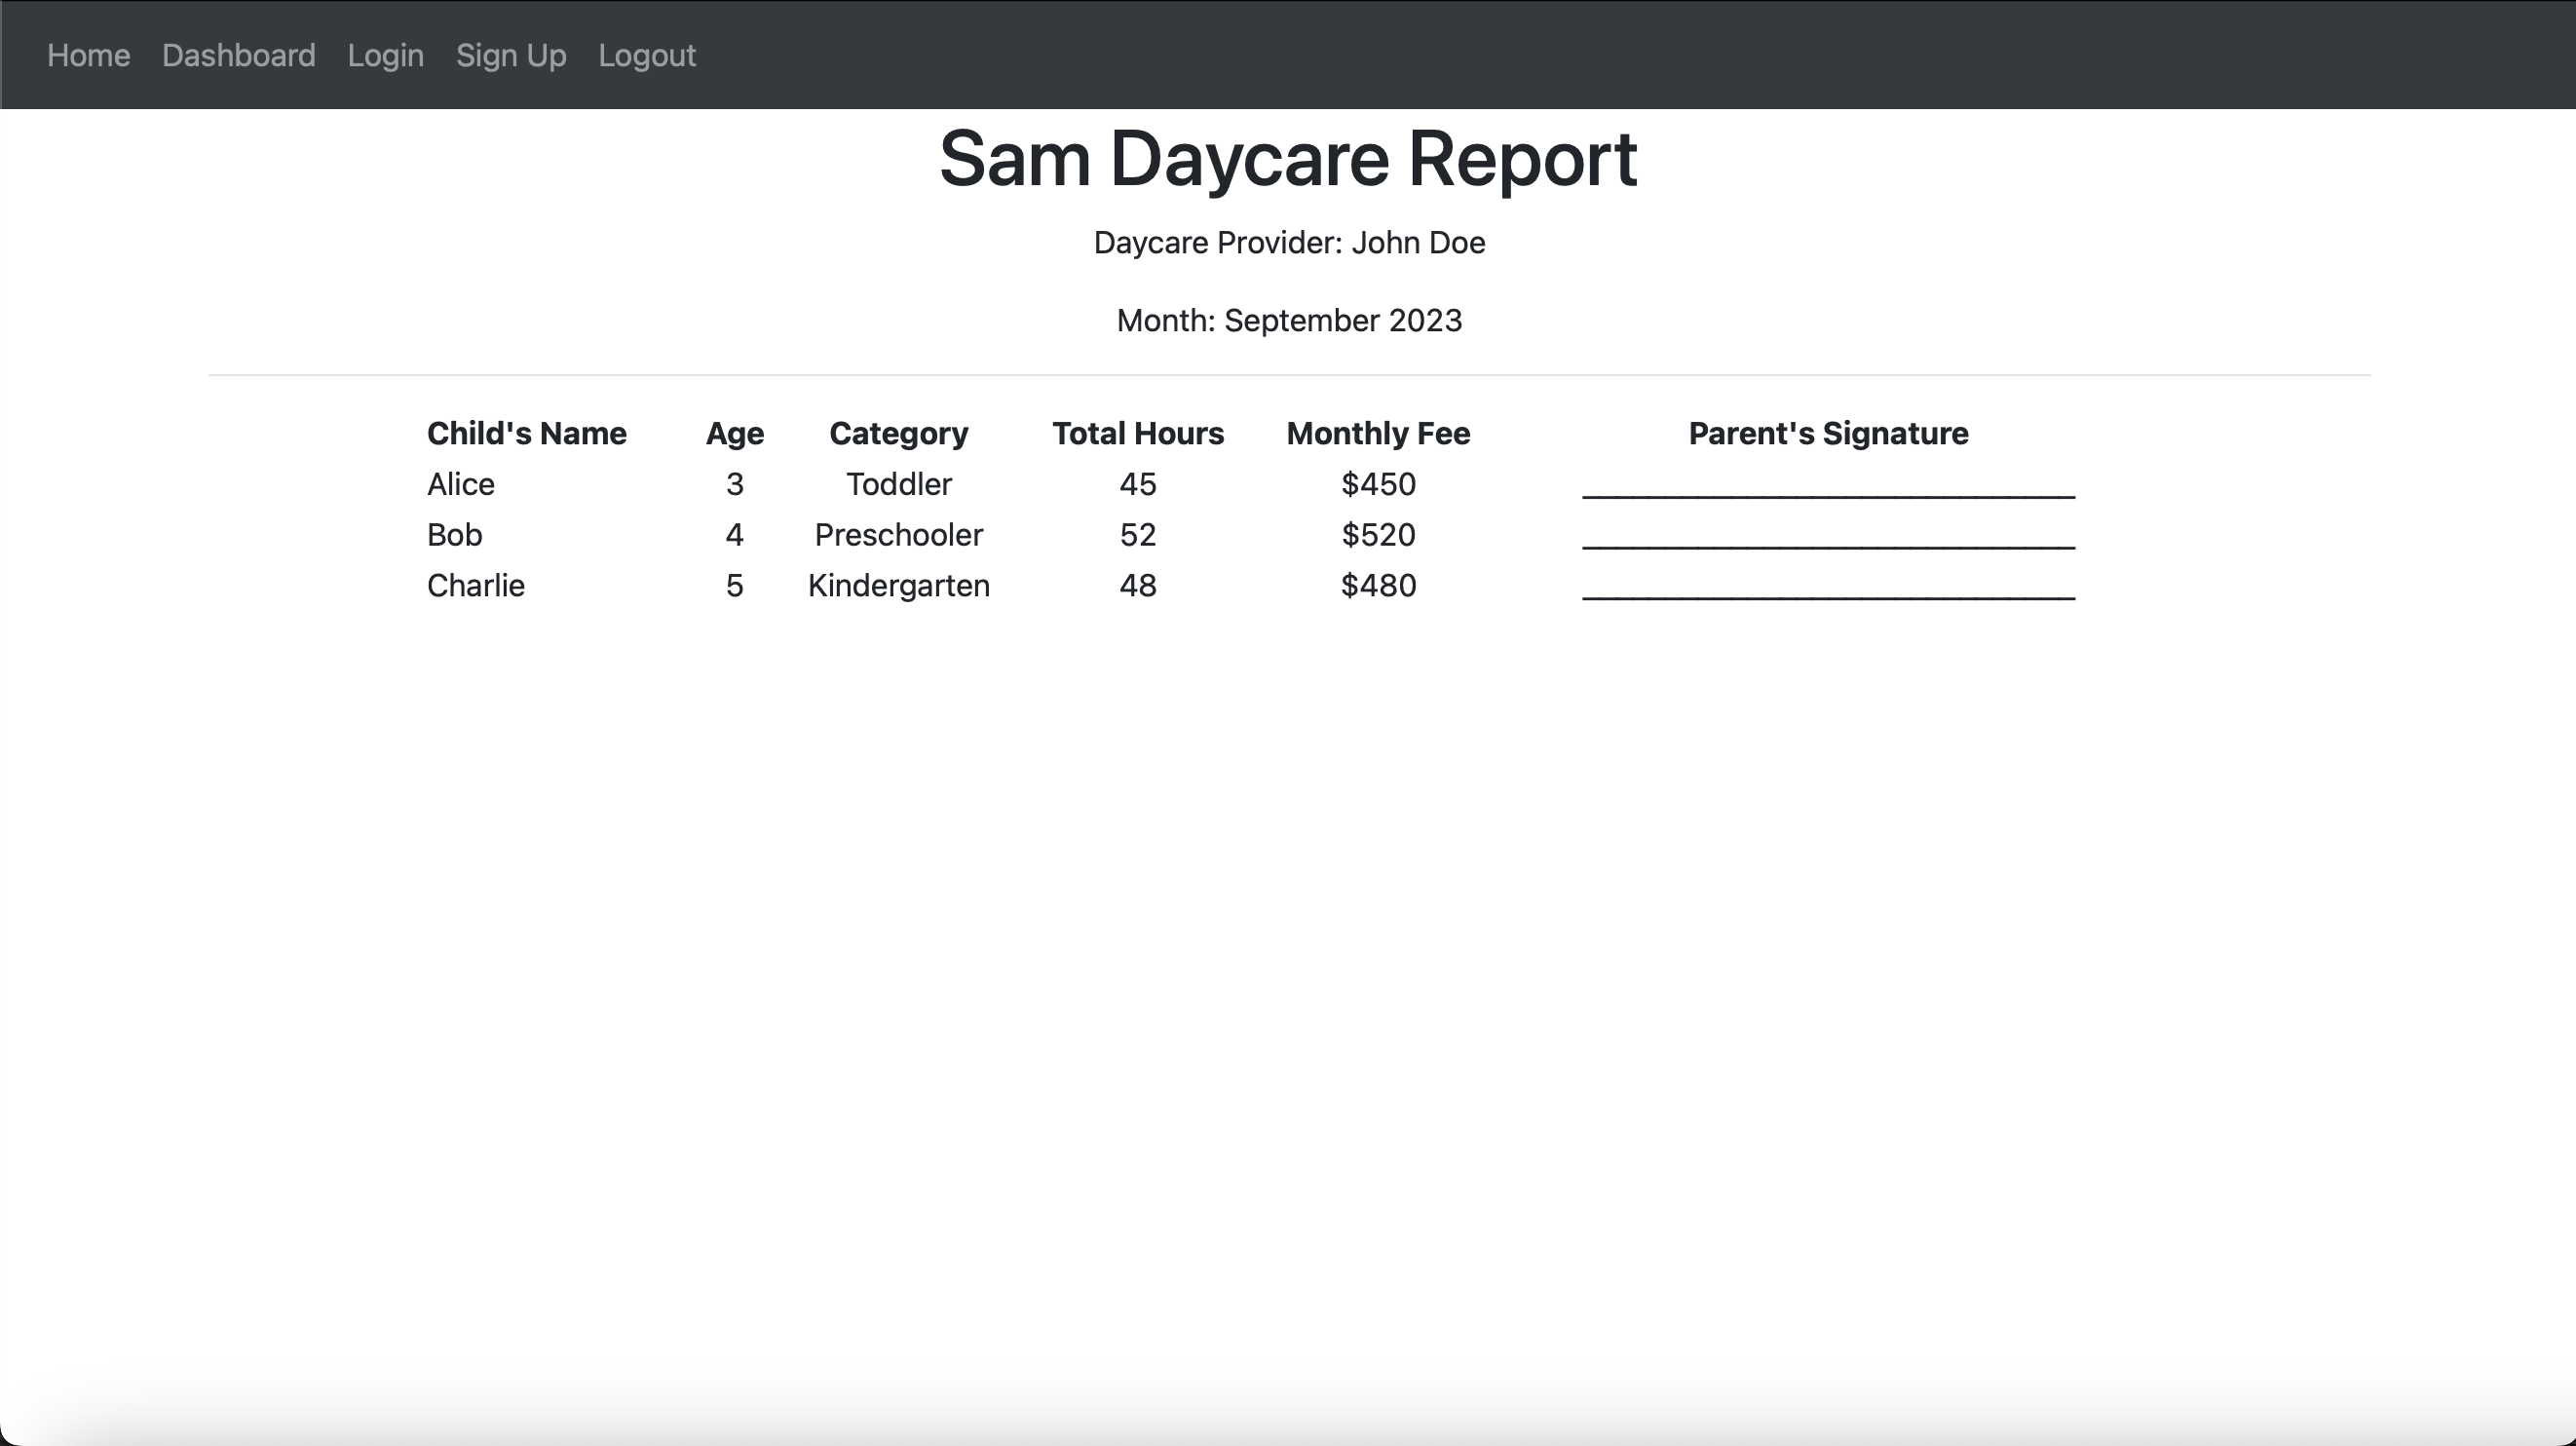 Home Dashboard Login Sign Up Logout
Sam Daycare Report
Daycare Provider: John Doe
Month: September 2023
Child's Name Age Category Total Hours Monthly Fee Parent's Signature
Alice 3 Toddler 45 $450 ______________________________
Bob 4 Preschooler 52 $520 ______________________________
Charlie 5 Kindergarten 48 $480 ______________________________